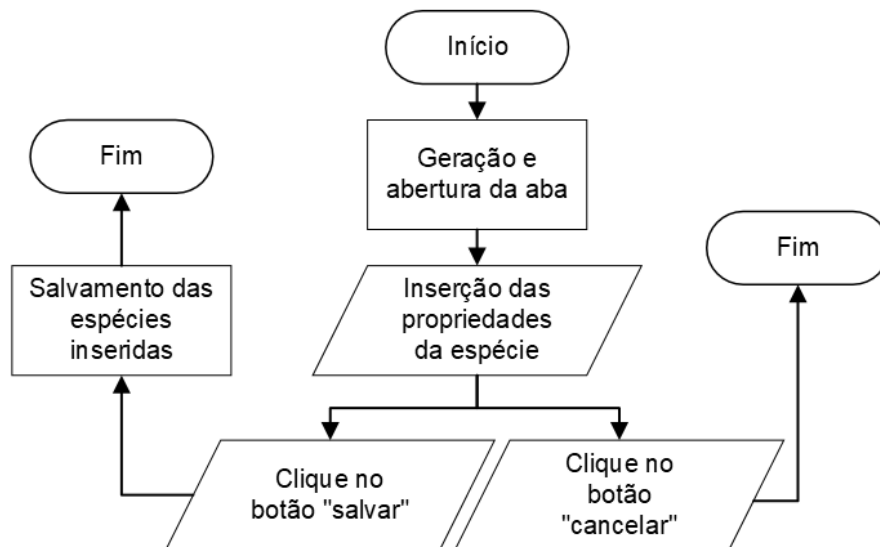 Início
Geração e
abertura da aba
Inserção das
propriedades
da espécie
Clique no
botão "salvar"
Salvamento das
espécies
inseridas
Fim
Clique no
botão
"cancelar"
Fim